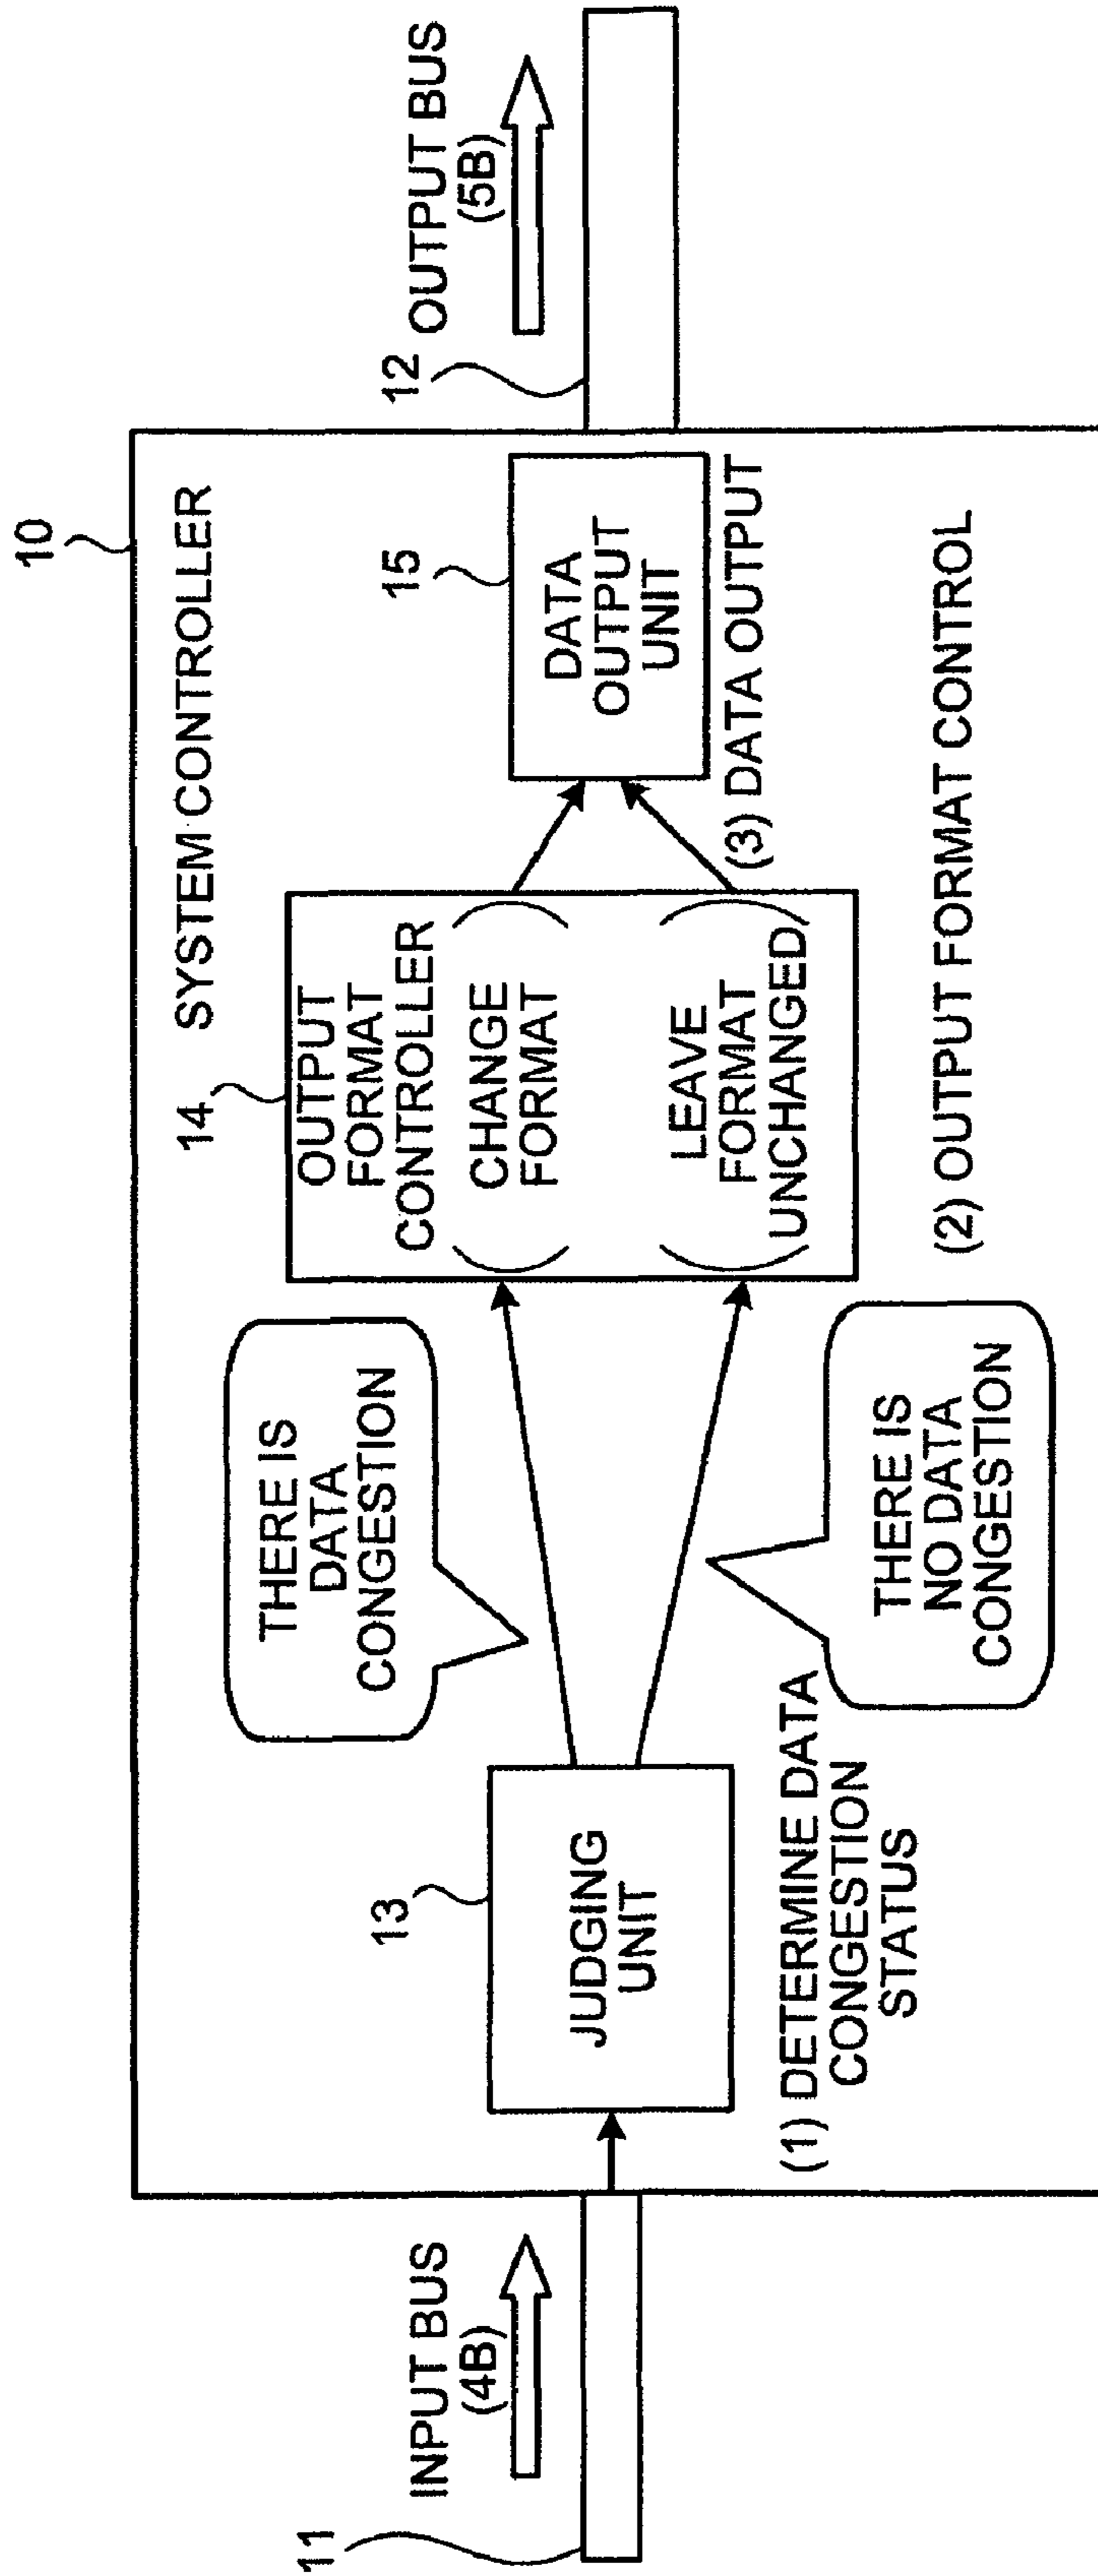 10
SYSTEM CONTROLLER
11
INPUT BUS
(4B)
13
JUDGING
UNIT
(1) DETERMINE DATA
CONGESTION
STATUS
THERE IS
DATA
CONGESTION
THERE IS
NO DATA
CONGESTION
14
OUTPUT
FORMAT
CONTROLLER
(CHANGE
FORMAT)
(LEAVE
FORMAT
UNCHANGED)
(2) OUTPUT FORMAT CONTROL
15
DATA
OUTPUT
UNIT
(3) DATA OUTPUT
12
OUTPUT BUS
(5B)